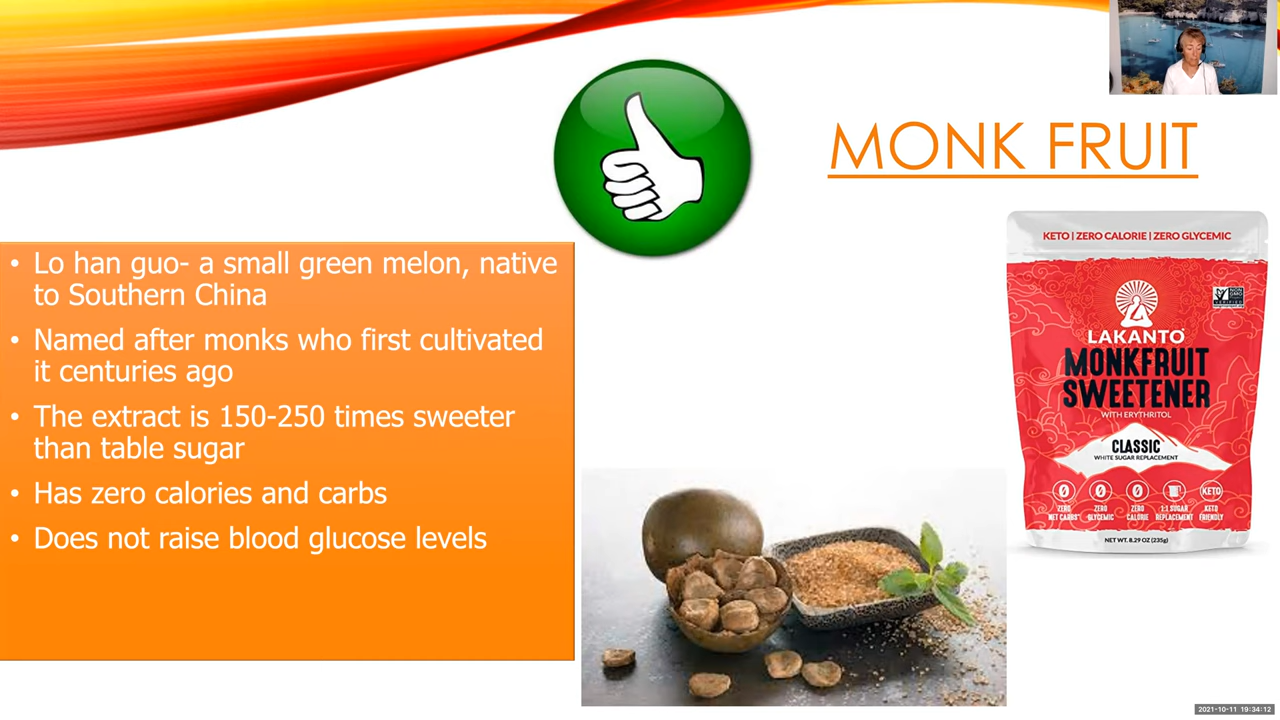 MONK FRUIT
• Lo han guo- a small green melon, native
to Southern China
• Named after monks who first cultivated
it centuries ago
• The extract is 150-250 times sweeter
than table sugar
• Has zero calories and carbs
• Does not raise blood glucose levels
KETO | ZERO CALORIE | ZERO GLYCEMIC
NON
GMO
VERIFIED
LAKANTO
MONKFRUIT
SWEETENER
WITH ERYTHRITOL
CLASSIC
WHITE SUGAR REPLACEMENT
0 0 0 KETO
ZERO NET CARBS
ZERO GLYCEMIC
ZERO CALORIE
1:1 SUGAR REPLACEMENT
KETO FRIENDLY
NET WT. 8.29 OZ (235g)
2021-10-11 19:34:12